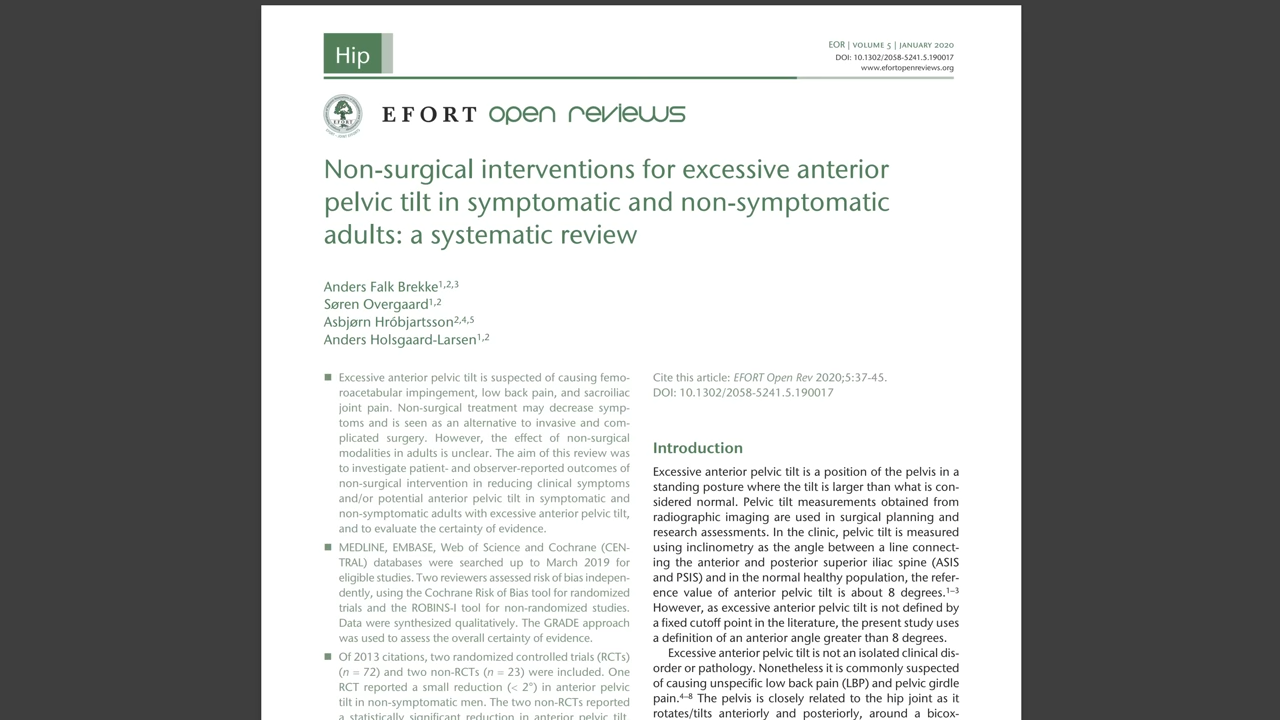 Hip
EOR | VOLUME 5 | JANUARY 2020
DOI: 10.1302/2058-5241.5.190017
www.efortopenreviews.org
EFORT open reviews
Non-surgical interventions for excessive anterior
pelvic tilt in symptomatic and non-symptomatic
adults: a systematic review
Anders Falk Brekke1,2,3
Søren Overgaard1,2
Asbjørn Hróbjartsson2,4,5
Anders Holsgaard-Larsen1,2
■ Excessive anterior pelvic tilt is suspected of causing femo-
roacetabular impingement, low back pain, and sacroiliac
joint pain. Non-surgical treatment may decrease symp-
toms and is seen as an alternative to invasive and com-
plicated surgery. However, the effect of non-surgical
modalities in adults is unclear. The aim of this review was
to investigate patient- and observer-reported outcomes of
non-surgical intervention in reducing clinical symptoms
and/or potential anterior pelvic tilt in symptomatic and
non-symptomatic adults with excessive anterior pelvic tilt,
and to evaluate the certainty of evidence.
■ MEDLINE, EMBASE, Web of Science and Cochrane (CEN-
TRAL) databases were searched up to March 2019 for
eligible studies. Two reviewers assessed risk of bias indepen-
dently, using the Cochrane Risk of Bias tool for randomized
trials and the ROBINS-I tool for non-randomized studies.
Data were synthesized qualitatively. The GRADE approach
was used to assess the overall certainty of evidence.
■ Of 2013 citations, two randomized controlled trials (RCTs)
(n = 72) and two non-RCTs (n = 23) were included. One
RCT reported a small reduction (< 2°) in anterior pelvic
tilt in non-symptomatic men. The two non-RCTs reported
a statistically significant reduction in anterior pelvic tilt,
Cite this article: EFORT Open Rev 2020;5:37-45.
DOI: 10.1302/2058-5241.5.190017
Introduction
Excessive anterior pelvic tilt is a position of the pelvis in a
standing posture where the tilt is larger than what is con-
sidered normal. Pelvic tilt measurements obtained from
radiographic imaging are used in surgical planning and
research assessments. In the clinic, pelvic tilt is measured
using inclinometry as the angle between a line connect-
ing the anterior and posterior superior iliac spine (ASIS
and PSIS) and in the normal healthy population, the refer-
ence value of anterior pelvic tilt is about 8 degrees.1–3
However, as excessive anterior pelvic tilt is not defined by
a fixed cutoff point in the literature, the present study uses
a definition of an anterior angle greater than 8 degrees.
Excessive anterior pelvic tilt is not an isolated clinical dis-
order or pathology. Nonetheless it is commonly suspected
of causing unspecific low back pain (LBP) and pelvic girdle
pain.4–8 The pelvis is closely related to the hip joint as it
rotates/tilts anteriorly and posteriorly, around a bicox-